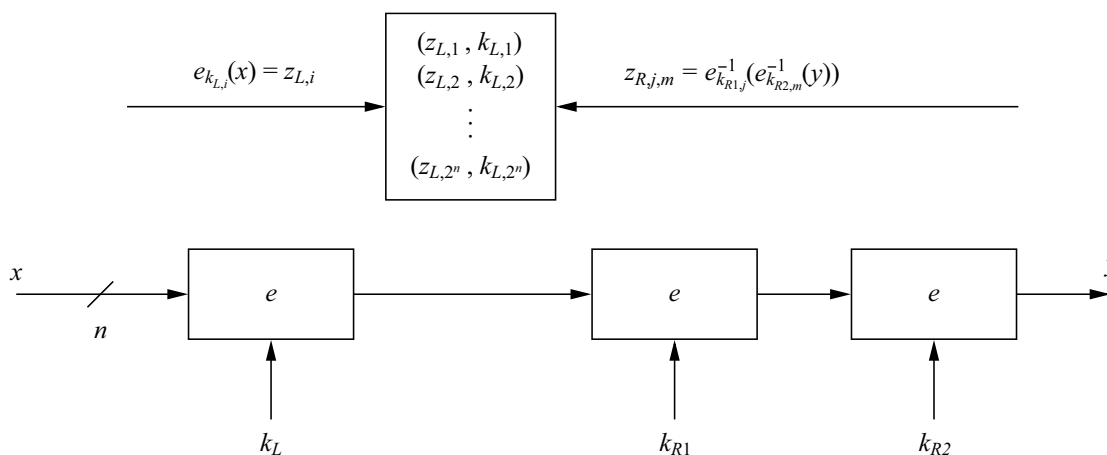 (z_{L,1} , k_{L,1})
e_{k_{L,i}}(x) = z_{L,i}
(z_{L,2} , k_{L,2})
z_{R,j,m} = e^{-1}_{k_{R1,j}}(e^{-1}_{k_{R2,m}}(y))
⋮
(z_{L,2^n} , k_{L,2^n})
x
n
e
e
e
k_L
k_{R1}
k_{R2}